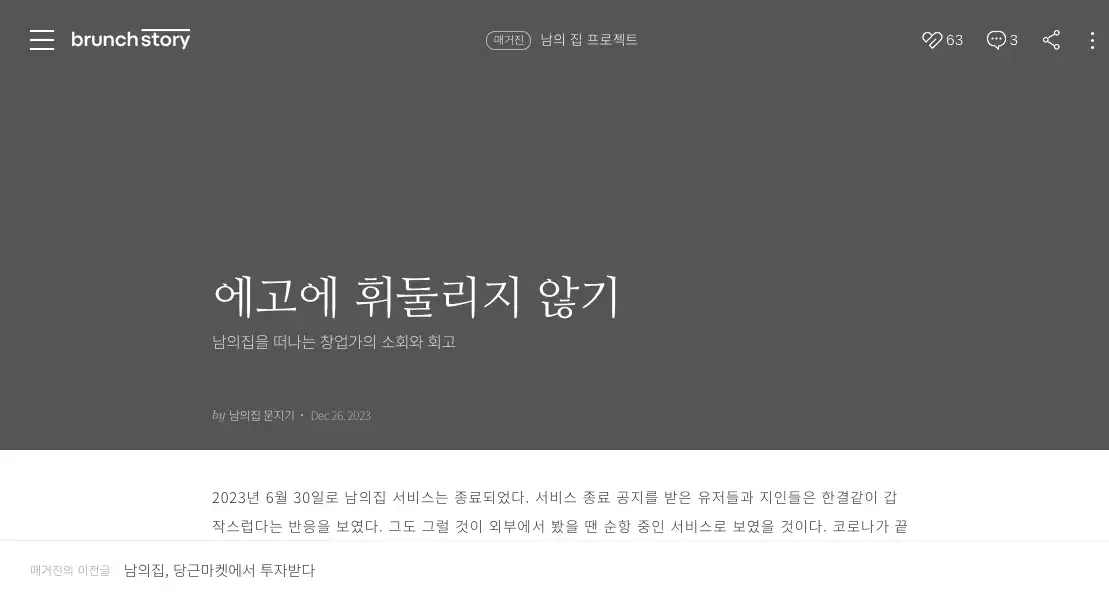 brunch story
매거진 남의 집 프로젝트
63
3
에고에 휘둘리지 않기
남의집을 떠나는 창업가의 소회와 회고
by 남의집 문지기 · Dec 26. 2023
2023년 6월 30일로 남의집 서비스는 종료되었다. 서비스 종료 공지를 받은 유저들과 지인들은 한결같이 갑
작스럽다는 반응을 보였다. 그도 그럴 것이 외부에서 봤을 땐 순항 중인 서비스로 보였을 것이다. 코로나가 끝
매거진의 이전글 남의집, 당근마켓에서 투자받다